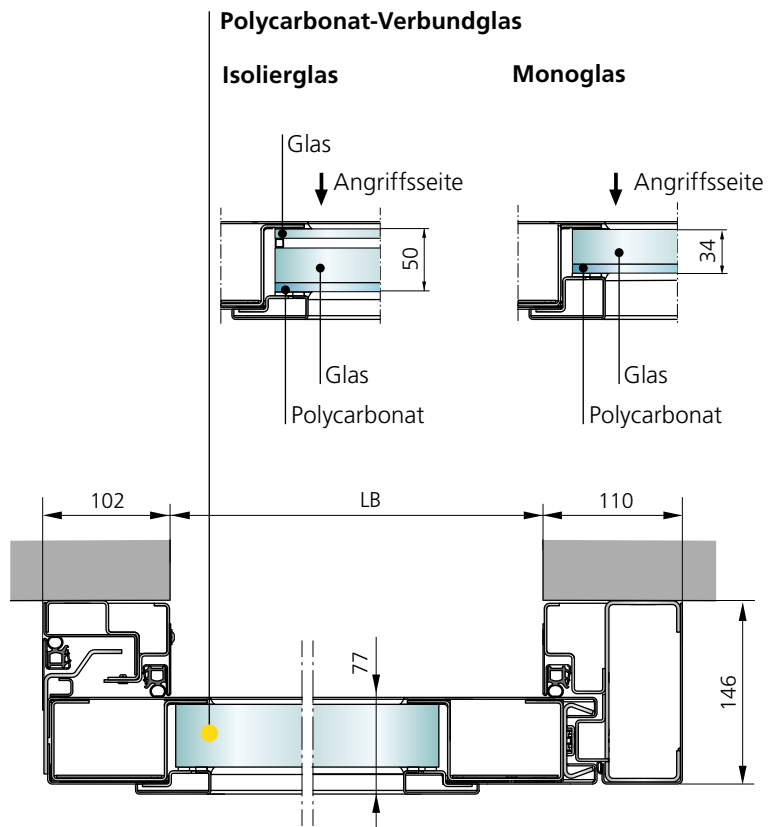 Polycarbonat-Verbundglas
Isolierglas
Monoglas
Glas
Angriffsseite
Angriffsseite
50
34
Glas
Glas
Polycarbonat
Polycarbonat
102
LB
110
77
146